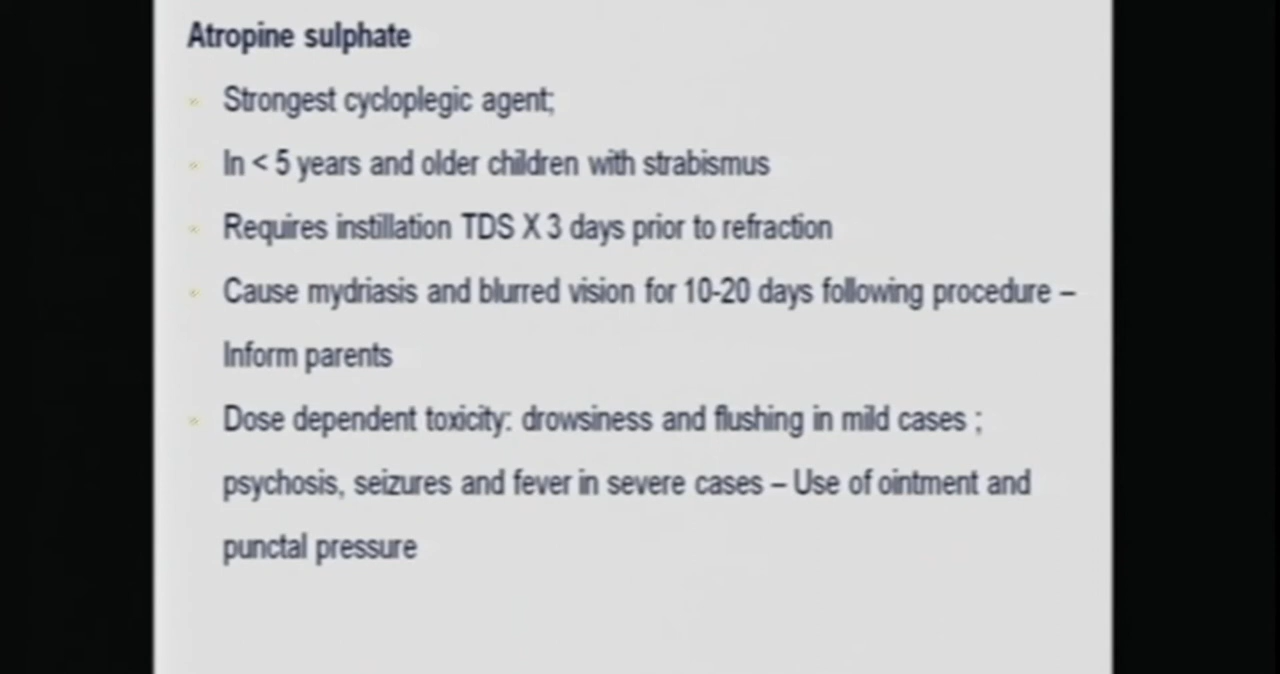 Atropine sulphate
Strongest cycloplegic agent;
In < 5 years and older children with strabismus
Requires instillation TDS X 3 days prior to refraction
Cause mydriasis and blurred vision for 10-20 days following procedure –
Inform parents
Dose dependent toxicity: drowsiness and flushing in mild cases ;
psychosis, seizures and fever in severe cases – Use of ointment and
punctal pressure